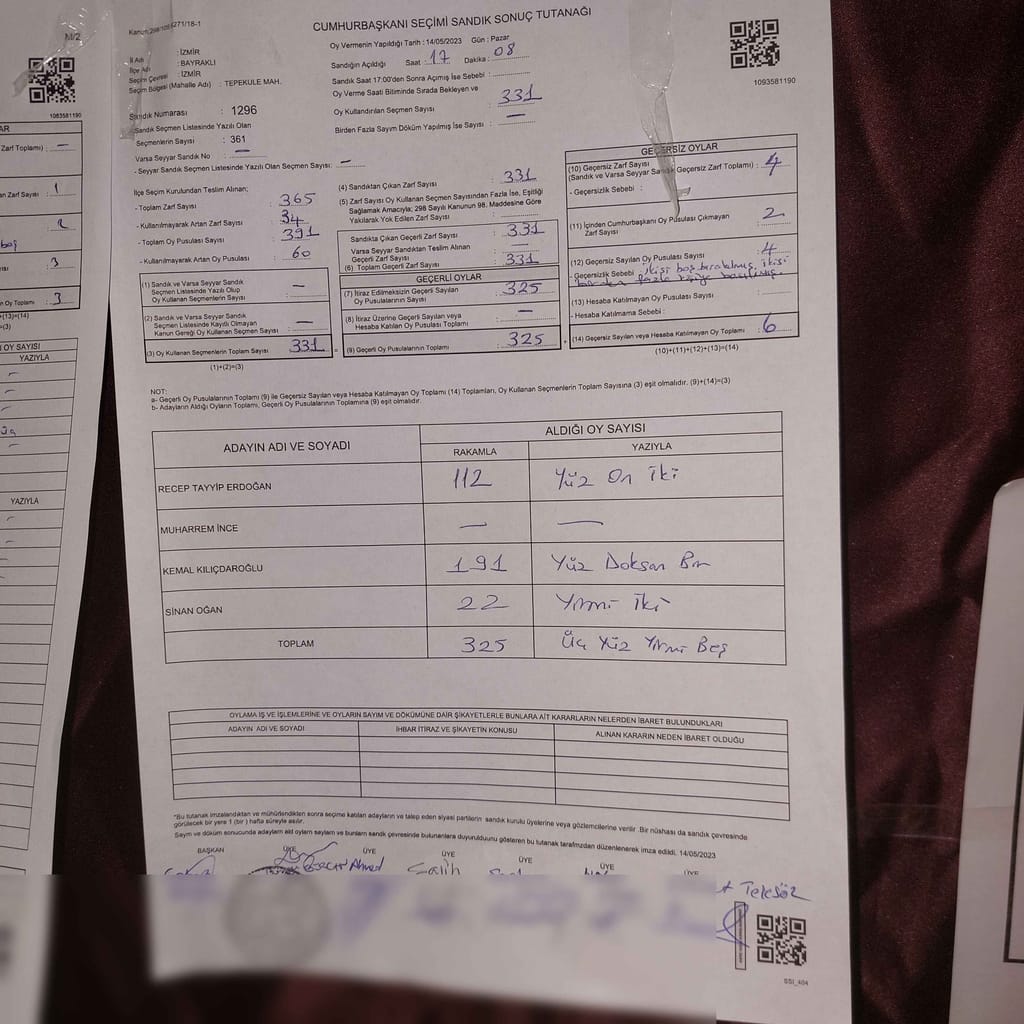 Kanun:298/105 & 271/18-1
CUMHURBAŞKANI SEÇİMİ SANDIK SONUÇ TUTANAĞI
M/2
1093581190
1093581190
İl Adı : İZMİR
İlçe Adı : BAYRAKLI
Seçim Çevresi : İZMİR
Seçim Bölgesi (Mahalle Adı) : TEPEKULE MAH.
Sandık Numarası : 1296
Sandık Seçmen Listesinde Yazılı Olan
Seçmenlerin Sayısı : 361
Varsa Seyyar Sandık No —
- Seyyar Sandık Seçmen Listesinde Yazılı Olan Seçmen Sayısı: —
Oy Vermenin Yapıldığı Tarih : 14/05/2023 Gün : Pazar
Sandığın Açıldığı Saat : 17 Dakika : 08
Sandık Saat 17:00'den Sonra Açımış İse Sebebi :
Oy Verme Saati Bitiminde Sırada Bekleyen ve
Oy Kullandırılan Seçmen Sayısı : 331
Birden Fazla Sayım Döküm Yapılmış İse Sayısı : —
İlçe Seçim Kurulundan Teslim Alınan;
- Toplam Zarf Sayısı : 365
- Kullanılmayarak Artan Zarf Sayısı : 34
- Toplam Oy Pusulası Sayısı : 391
- Kullanılmayarak Artan Oy Pusulası : 60
(1) Sandık ve Varsa Seyyar Sandık
Seçmen Listesinde Yazılı Olup
Oy Kullanan Seçmenlerin Sayısı : —
(2) Sandık ve Varsa Seyyar Sandık
Seçmen Listesinde Kayıtlı Olmayan
Kanun Gereği Oy Kullanan Seçmenlerin Sayısı : —
(3) Oy Kullanan Seçmenlerin Toplam Sayısı : 331
(1)+(2)=(3)
(4) Sandıktan Çıkan Zarf Sayısı : 331
(5) Zarf Sayısı Oy Kullanan Seçmen Sayısından Fazla İse, Eşitliği
Sağlamak Amacıyla; 298 Sayılı Kanunun 98. Maddesine Göre
Yakılarak Yok Edilen Zarf Sayısı :
Sandıkta Çıkan Geçerli Zarf Sayısı : 331
Varsa Seyyar Sandıktan Teslim Alınan
Geçerli Zarf Sayısı : —
(6) Toplam Geçerli Zarf Sayısı : 331
GEÇERLİ OYLAR
(7) İtiraz Edilmeksizin Geçerli Sayılan
Oy Pusulalarının Sayısı : 325
(8) İtiraz Üzerine Geçerli Sayılan veya
Hesaba Katılan Oy Pusulası Sayısı : —
(9) Geçerli Oy Pusulalarının Toplamı : 325
GEÇERSİZ OYLAR
(10) Geçersiz Zarf Sayısı
(Sandık ve Varsa Seyyar Sandık Geçersiz Zarf Toplamı) : 4
- Geçersizlik Sebebi :
(11) İçinden Cumhurbaşkanı Oy Pusulası Çıkmayan
Zarf Sayısı : 2
(12) Geçersiz Sayılan Oy Pusulası Sayısı : 4
- Geçersizlik Sebebi : ikisi boş bırakılmış, ikisi
birden fazla kişiye basılmış.
(13) Hesaba Katılmayan Oy Pusulası Sayısı :
- Hesaba Katılmama Sebebi :
(14) Geçersiz Sayılan veya Hesaba Katılmayan Oy Toplamı : 6
(10)+(11)+(12)+(13)=(14)
NOT:
a- Geçerli Oy Pusulalarının Toplamı (9) ile Geçersiz Sayılan veya Hesaba Katılmayan Oy Toplamı (14) Toplamları, Oy Kullanan Seçmenlerin Toplam Sayısına (3) eşit olmalıdır. (9)+(14)=(3)
b- Adayların Aldığı Oyların Toplamı, Geçerli Oy Pusulalarının Toplamına (9) eşit olmalıdır.
ADAYIN ADI VE SOYADI ALDIĞI OY SAYISI
RAKAMLA YAZIYLA
RECEP TAYYİP ERDOĞAN 112 Yüz On İki
MUHARREM İNCE — —
KEMAL KILIÇDAROĞLU 191 Yüz Doksan Bir
SİNAN OĞAN 22 Yirmi İki
TOPLAM 325 Üç Yüz Yirmi Beş
OYLAMA İŞ VE İŞLEMLERİNE VE OYLARIN SAYIM VE DÖKÜMÜNE DAİR ŞİKAYETLERLE BUNLARA AİT KARARLARIN NELERDEN İBARET BULUNDUKLARI
ADAYIN ADI VE SOYADI İHBAR İTİRAZ VE ŞİKAYETİN KONUSU ALINAN KARARIN NEDEN İBARET OLDUĞU
*Bu tutanak imzalandıktan ve mühürlendikten sonra seçime katılan adayların ve talep eden siyasi partilerin sandık kurulu üyelerine veya gözlemcilerine verilir. Bir nüshası da sandık çevresinde
görülecek bir yere 1 (bir) hafta süreyle asılır.
Sayım ve döküm sonucunda adayların aldığı oyların sayısını ve bunların sandık çevresinde bulunanlara duyurulduğunu gösteren bu tutanak tarafımızdan düzenlenerek imza edildi. 14/05/2023
BAŞKAN ÜYE ÜYE ÜYE ÜYE ÜYE ÜYE
Ahmed Salih
SSI_404
Zarf Toplamı) : —
Zarf Sayısı : 1
2
boş
3
Oy Toplamı : 3
OY SAYISI
YAZIYLA
YAZIYLA